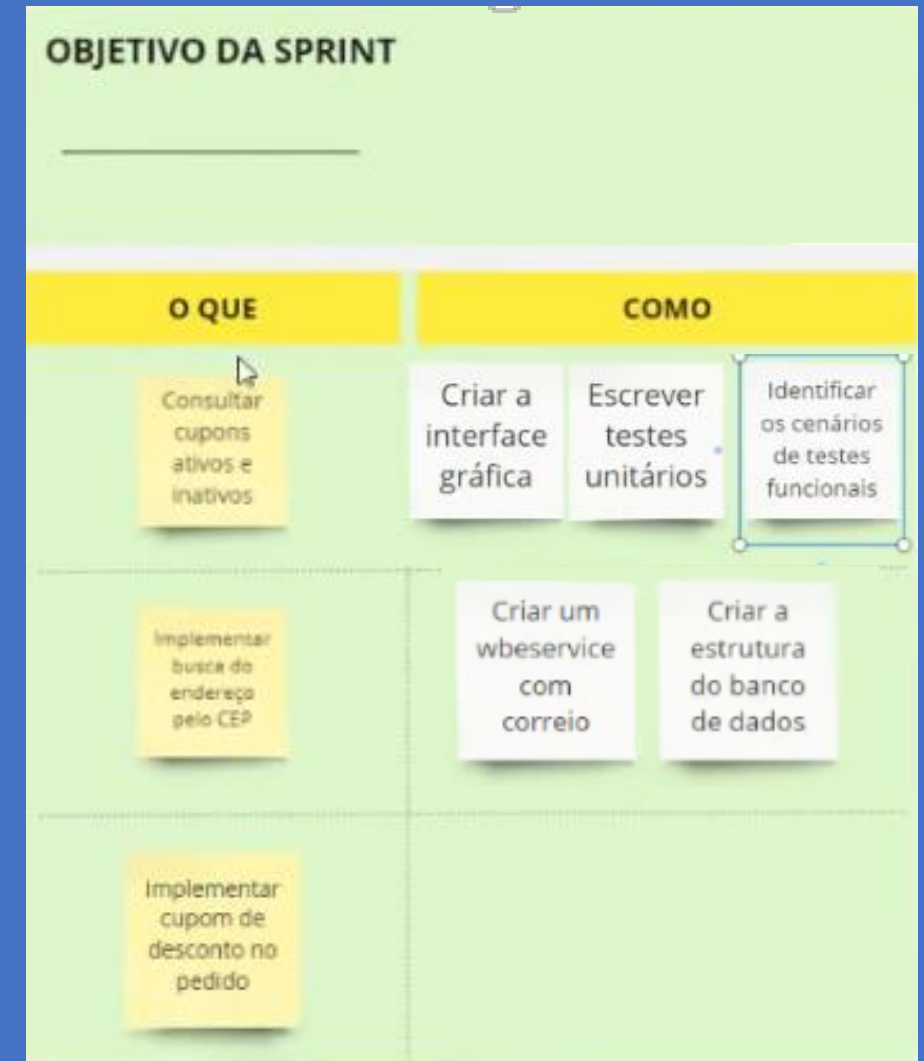 OBJETIVO DA SPRINT
O QUE
COMO
Consultar
cupons
ativos e
inativos
Criar a
interface
gráfica
Escrever
testes
unitários
Identificar
os cenários
de testes
funcionais
Implementar
busca do
endereço
pelo CEP
Criar um
wbeservice
com
correio
Criar a
estrutura
do banco
de dados
Implementar
cupom de
desconto no
pedido